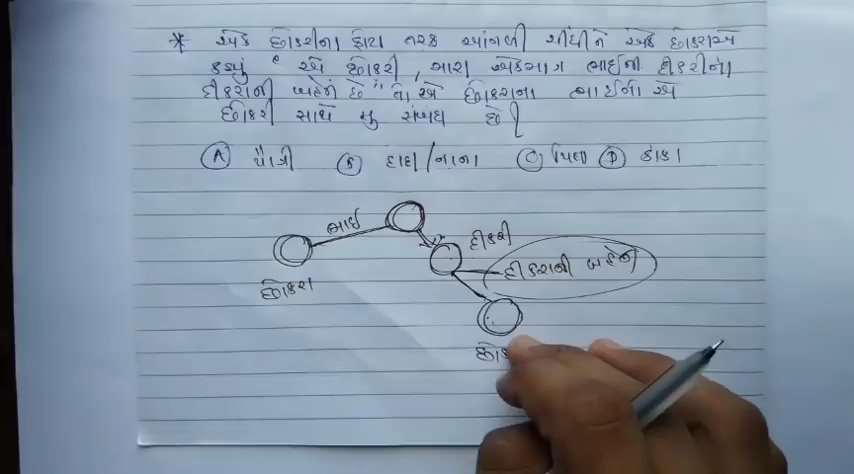 * એક છોકરીના ફોટા તરફ આંગળી ચીંધીને એક છોકરાએ
કહ્યું " એ છોકરી, મારા એકમાત્ર ભાઈની દીકરીના
દીકરાની બહેન છે" તો એ છોકરાના ભાઈના એ
છોકરી સાથે શું સંબંધ છે?
(A) પૌત્રી (B) દાદા/નાના (C) પિતા (D) કાકા
ભાઈ
દીકરી
દીકરાની બહેન
છોકરા